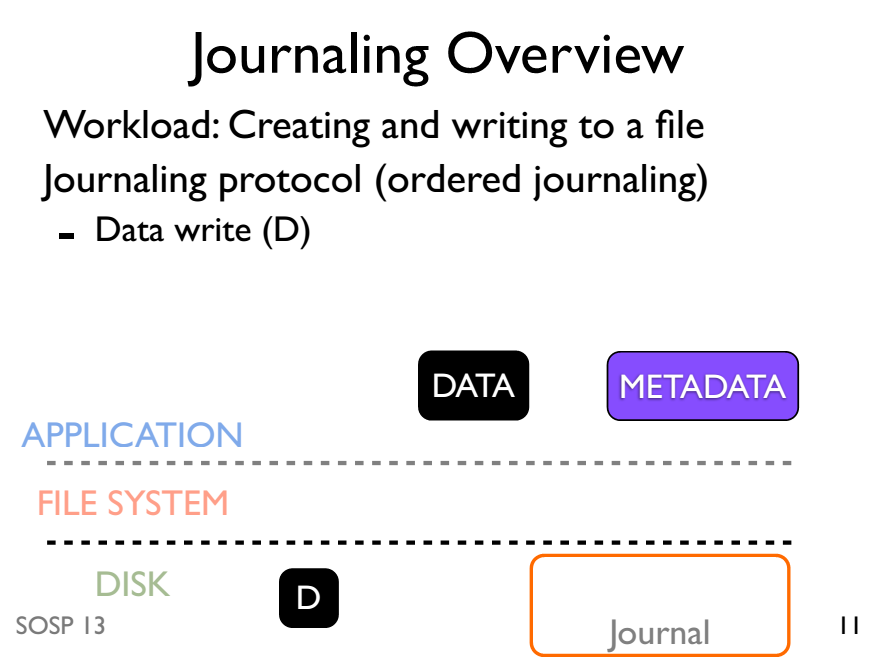 Journaling Overview
Workload: Creating and writing to a file
Journaling protocol (ordered journaling)
- Data write (D)
DATA METADATA
APPLICATION
FILE SYSTEM
DISK D
SOSP 13 Journal 11